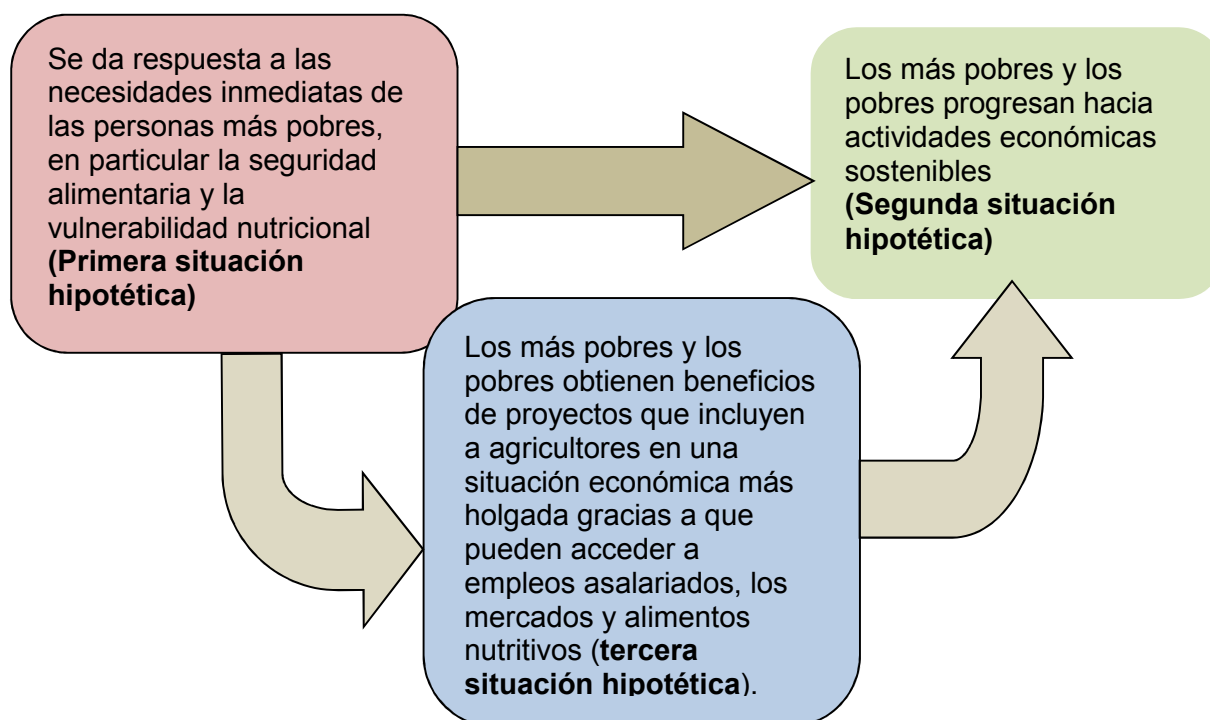 Se da respuesta a las
necesidades inmediatas de
las personas más pobres,
en particular la seguridad
alimentaria y la
vulnerabilidad nutricional
(Primera situación
hipotética)
Los más pobres y los
pobres progresan hacia
actividades económicas
sostenibles
(Segunda situación
hipotética)
Los más pobres y los
pobres obtienen beneficios
de proyectos que incluyen
a agricultores en una
situación económica más
holgada gracias a que
pueden acceder a
empleos asalariados, los
mercados y alimentos
nutritivos (tercera
situación hipotética).